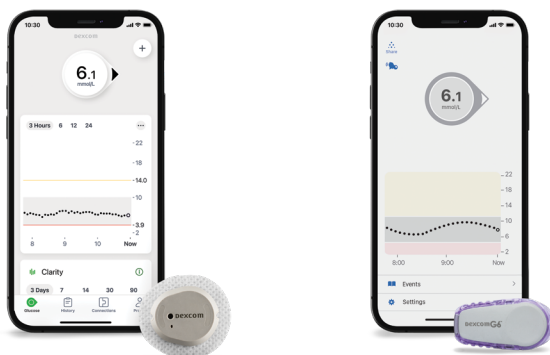 10:30
DEXCOM
+
6.1
mmol/L
3 Hours 6 12 24 ...
22
18
14.0
10
3.9
2
8 9 10 Now
Clarity
3 Days 7 14 30 90
Glucose History Connections
DEXCOM
10:30
Share
6.1
mmol/L
22
18
14
10
6
2
8:00 9:00 Now
Events
Settings
DEXCOM G6